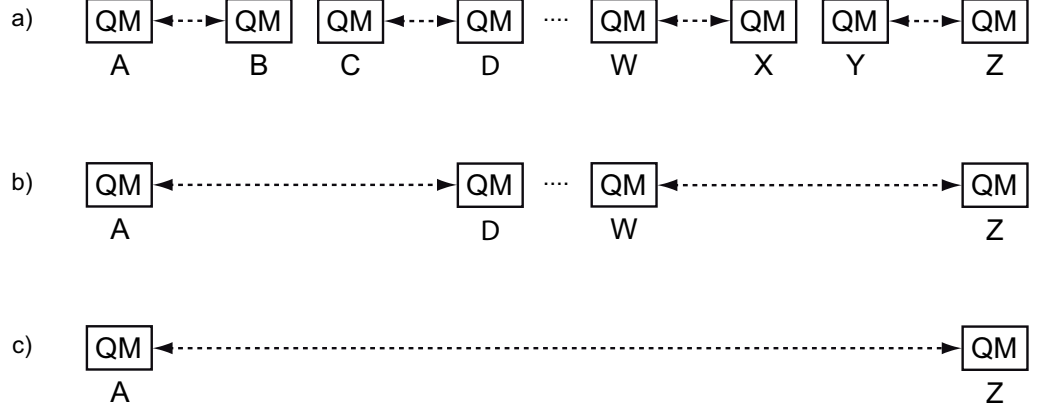 a) QM QM QM QM .... QM QM QM QM
A B C D W X Y Z
b) QM QM .... QM QM
A D W Z
c) QM QM
A Z